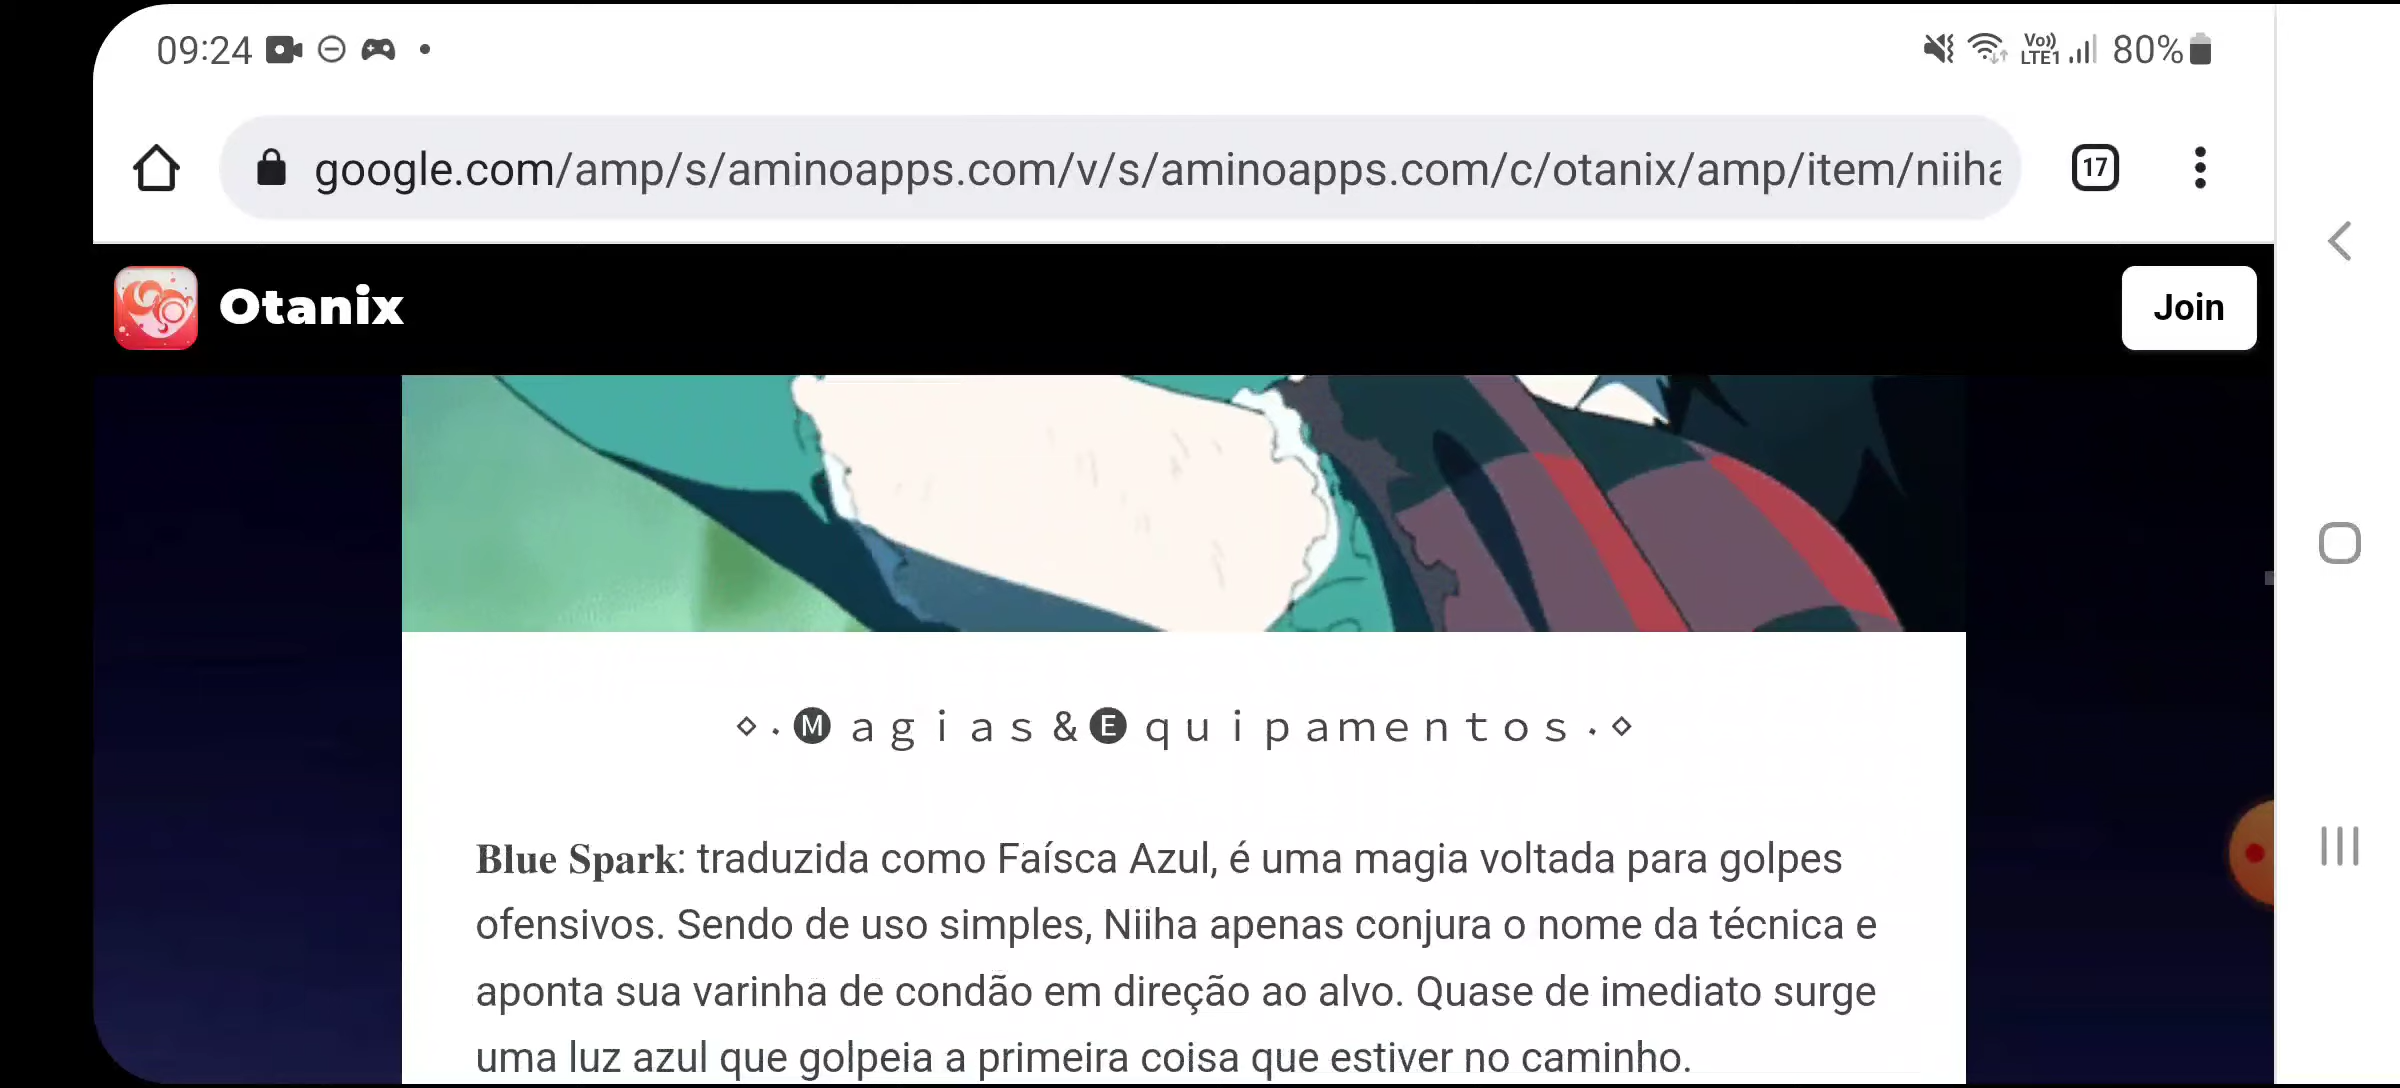 09:24
Vo)) LTE1 80%
google.com/amp/s/aminoapps.com/v/s/aminoapps.com/c/otanix/amp/item/niiha
17
Otanix
Join
⋄.🅜 a g i a s &🅔 q u i p a m e n t o s .⋄
Blue Spark: traduzida como Faísca Azul, é uma magia voltada para golpes
ofensivos. Sendo de uso simples, Niiha apenas conjura o nome da técnica e
aponta sua varinha de condão em direção ao alvo. Quase de imediato surge
uma luz azul que golpeia a primeira coisa que estiver no caminho.